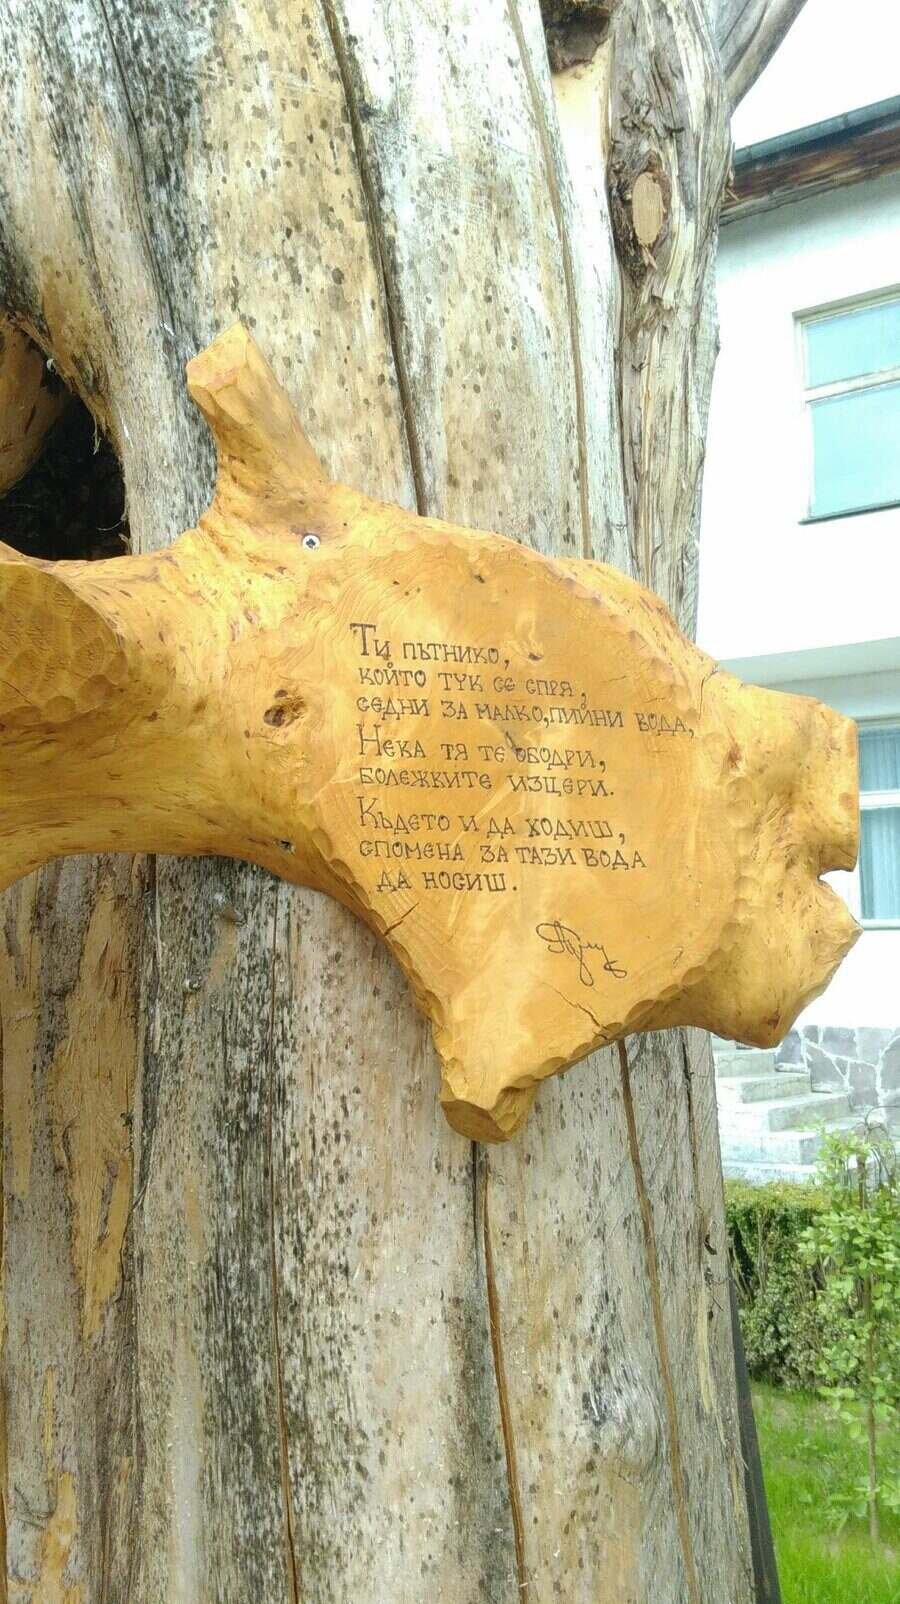 Ти пътнико,
който тук се спря,
седни за малко, пийни вода,
Нека тя те ободри,
болежките изцери.
Където и да ходиш,
спомена за тази вода
да носиш.